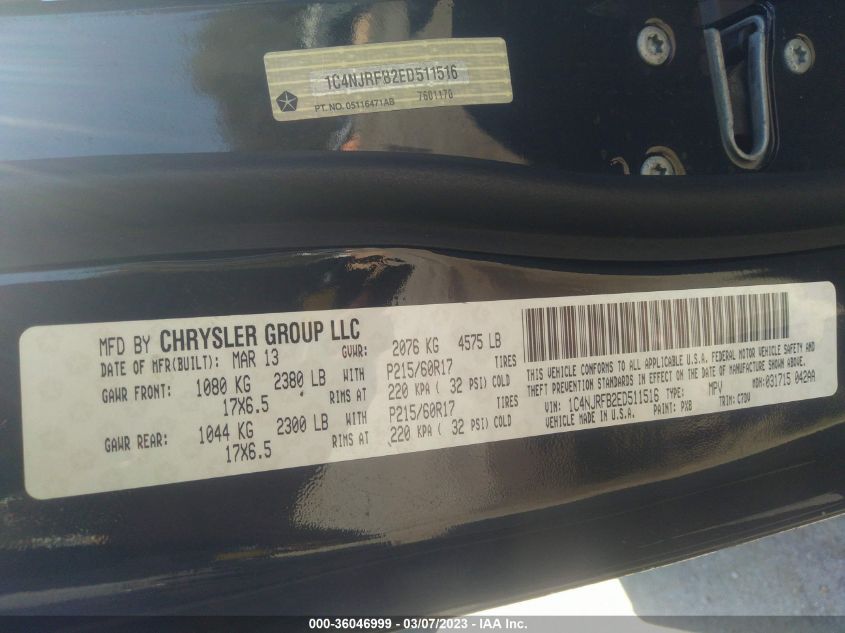 1C4NJRFB2ED511516
PT. NO. 05116471AB 7601170
MFD BY CHRYSLER GROUP LLC
DATE OF MFR(BUILT): MAR 13 GVWR: 2076 KG 4575 LB
GAWR FRONT: 1080 KG 2380 LB WITH P215/60R17 TIRES
17X6.5 RIMS AT 220 KPA ( 32 PSI) COLD
GAWR REAR: 1044 KG 2300 LB WITH P215/60R17 TIRES
17X6.5 RIMS AT 220 KPA ( 32 PSI) COLD
THIS VEHICLE CONFORMS TO ALL APPLICABLE U.S.A. FEDERAL MOTOR VEHICLE SAFETY, BUMPER, AND
THEFT PREVENTION STANDARDS IN EFFECT ON THE DATE OF MANUFACTURE SHOWN ABOVE.
VIN: 1C4NJRFB2ED511516 TYPE: MPV MDH: 031715 042AA
VEHICLE MADE IN U.S.A. PAINT: PXB TRIM: C7DV
000-36046999 - 03/07/2023 - IAA Inc.